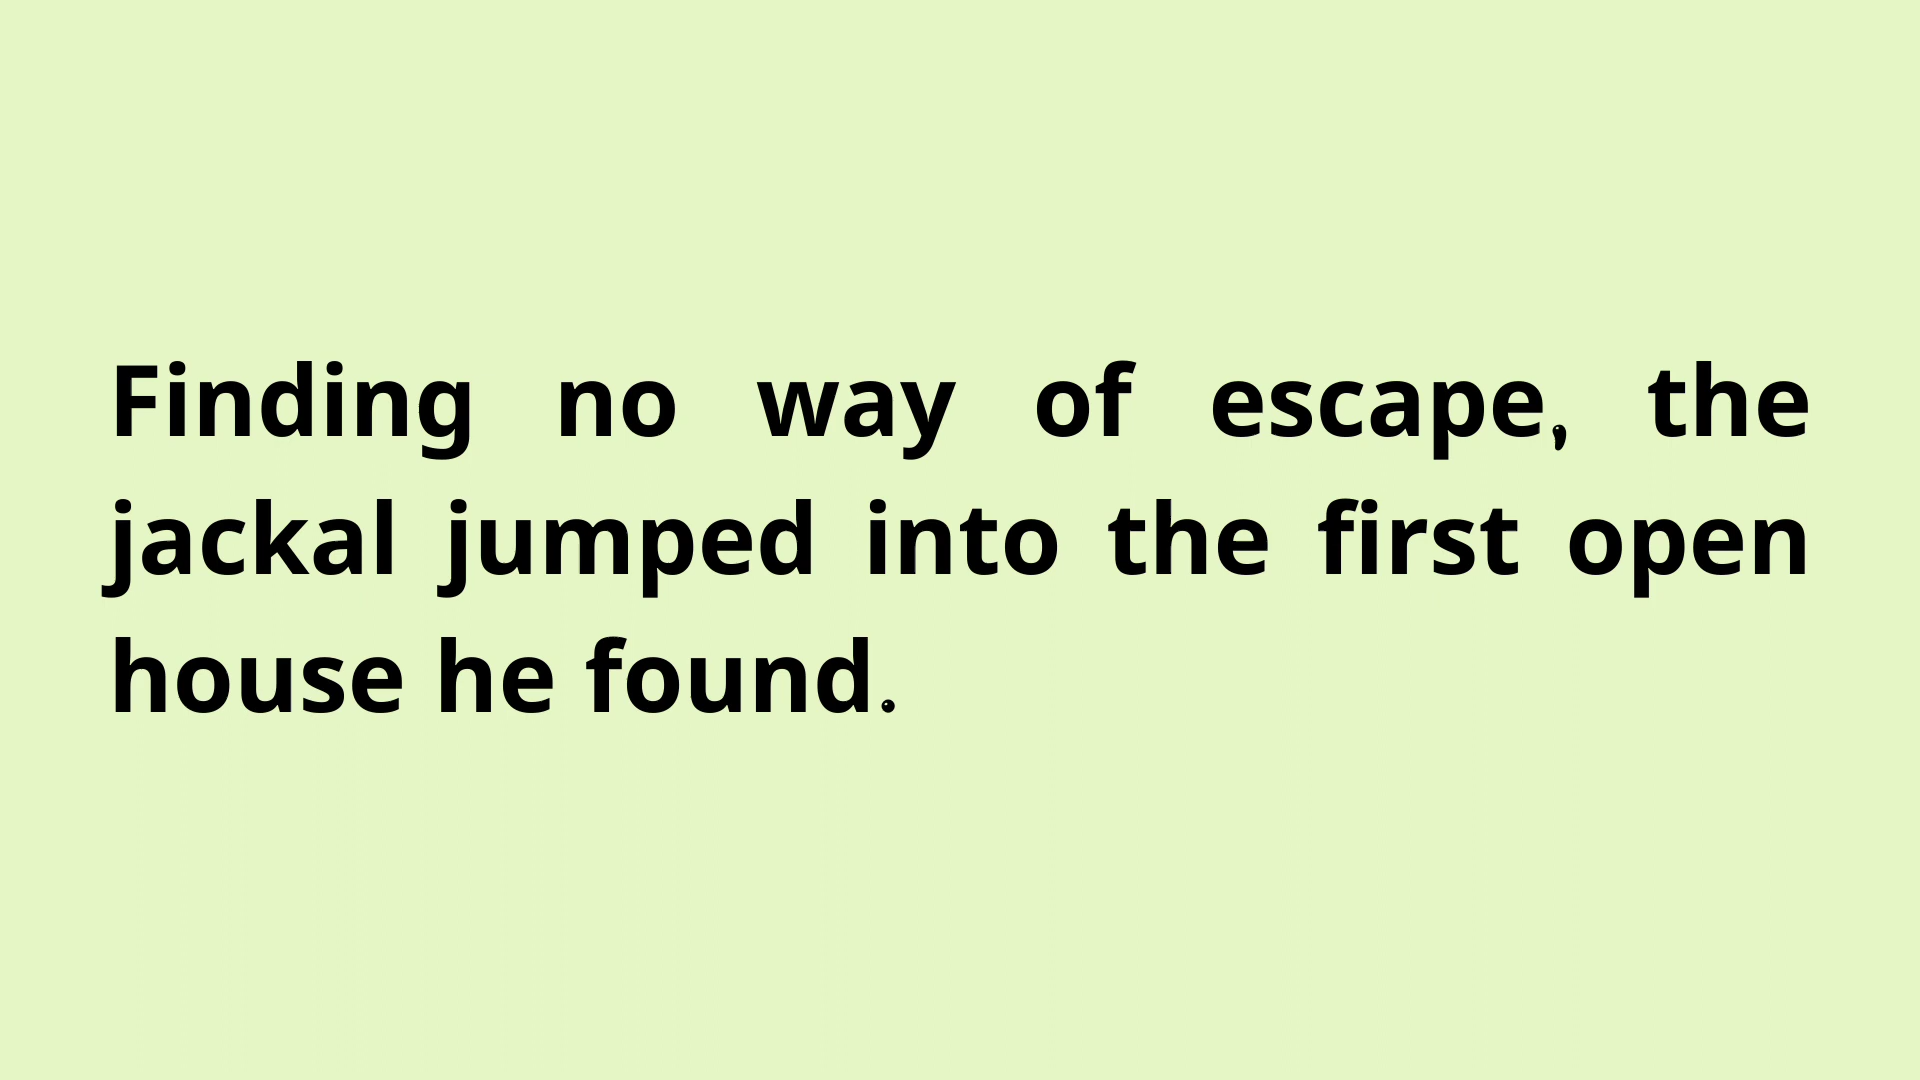 Finding no way of escape, the
jackal jumped into the first open
house he found.